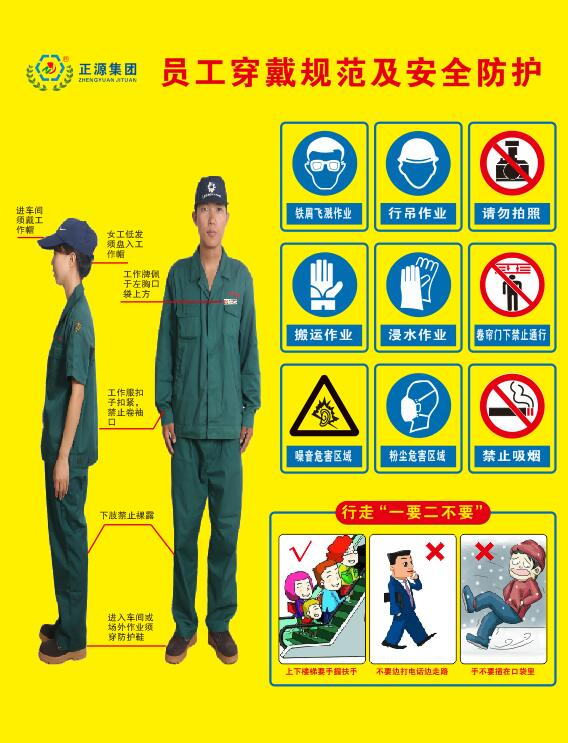 正源集团
ZHENGYUAN JITUAN
员工穿戴规范及安全防护
进车间
须戴工
作帽
女工低发
须盘入工
作帽
工作牌佩
于左胸口
袋上方
工作服扣
子扣紧，
禁止卷袖
口
下肢禁止裸露
进入车间或
场外作业须
穿防护鞋
铁屑飞溅作业
行吊作业
请勿拍照
搬运作业
浸水作业
卷帘门下禁止通行
噪音危害区域
粉尘危害区域
禁止吸烟
行走“一要二不要”
上下楼梯要手握扶手
不要边打电话边走路
手不要插在口袋里